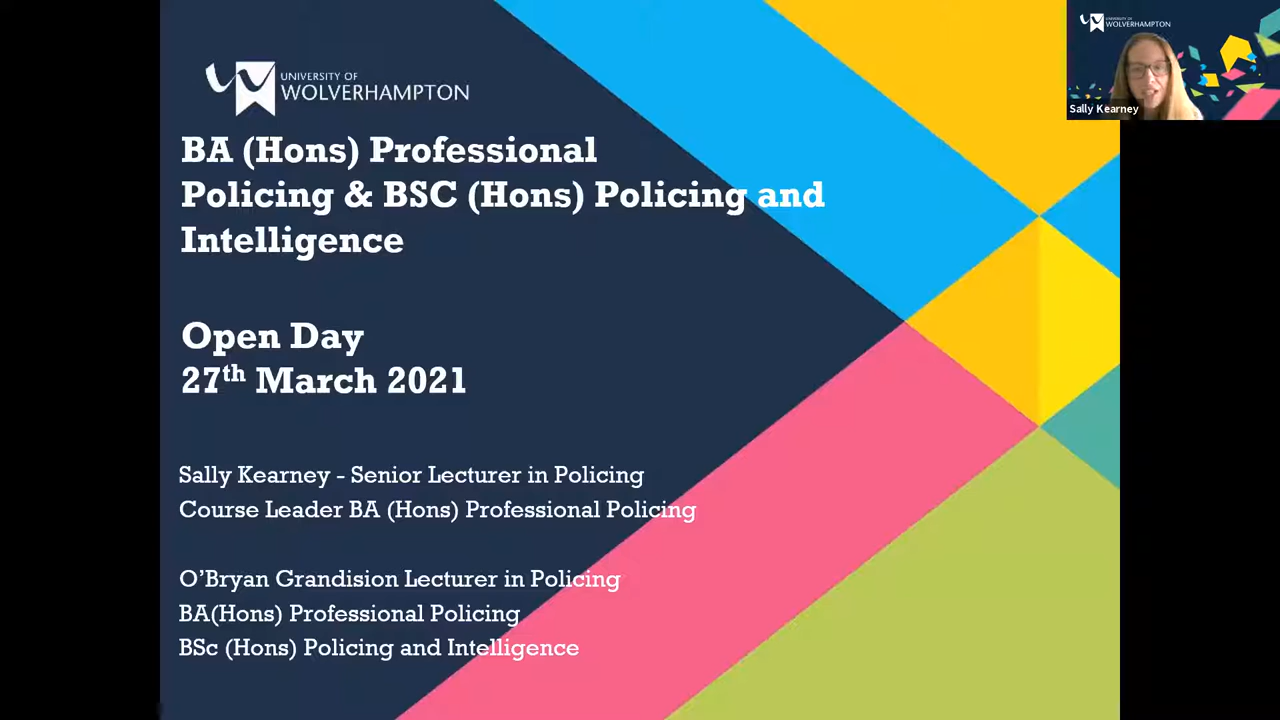 UNIVERSITY OF
WOLVERHAMPTON
BA (Hons) Professional
Policing & BSC (Hons) Policing and
Intelligence
Open Day
27th March 2021
Sally Kearney - Senior Lecturer in Policing
Course Leader BA (Hons) Professional Policing
O’Bryan Grandision Lecturer in Policing
BA(Hons) Professional Policing
BSc (Hons) Policing and Intelligence
UNIVERSITY OF
WOLVERHAMPTON
Sally Kearney